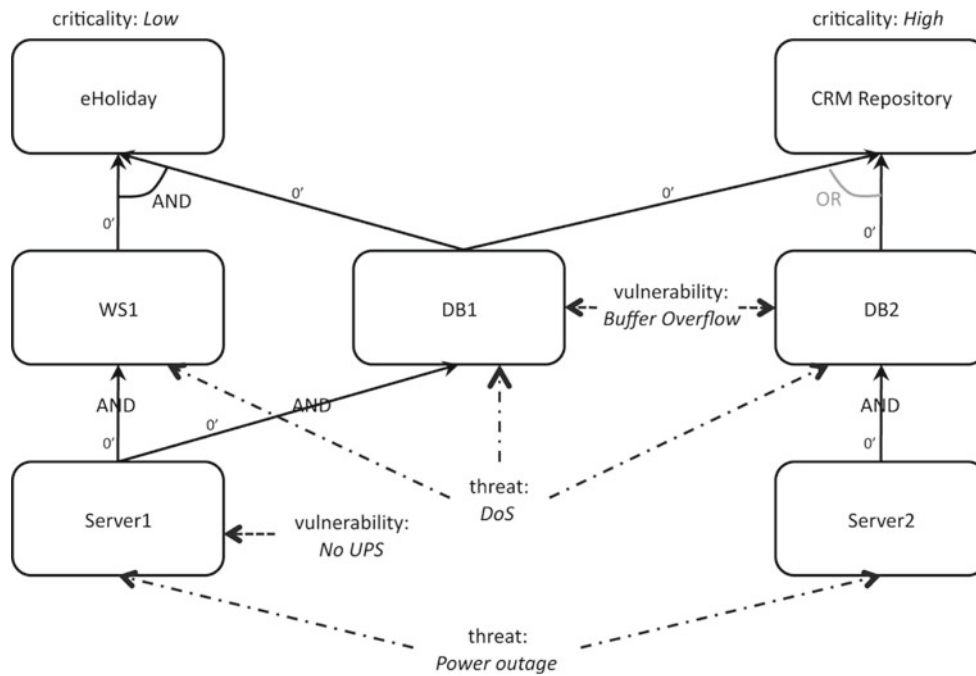 criticality: Low
criticality: High
eHoliday
CRM Repository
0'
0'
AND
OR
0'
0'
WS1
DB1
vulnerability:
Buffer Overflow
DB2
AND
AND
AND
0'
0'
0'
threat:
DoS
Server1
vulnerability:
No UPS
Server2
threat:
Power outage